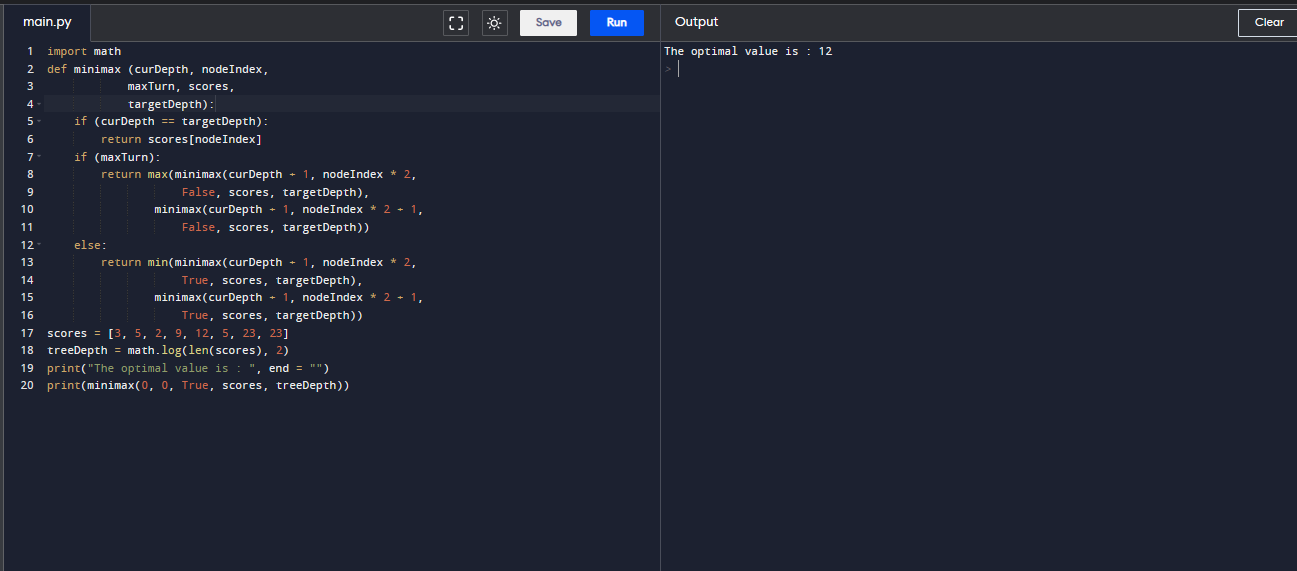 main.py
Save
Run
Output
Clear
1 import math
2 def minimax (curDepth, nodeIndex,
3             maxTurn, scores,
4             targetDepth):
5     if (curDepth == targetDepth):
6         return scores[nodeIndex]
7     if (maxTurn):
8         return max(minimax(curDepth + 1, nodeIndex * 2,
9                     False, scores, targetDepth),
10                 minimax(curDepth + 1, nodeIndex * 2 + 1,
11                     False, scores, targetDepth))
12     else:
13         return min(minimax(curDepth + 1, nodeIndex * 2,
14                     True, scores, targetDepth),
15                 minimax(curDepth + 1, nodeIndex * 2 + 1,
16                     True, scores, targetDepth))
17 scores = [3, 5, 2, 9, 12, 5, 23, 23]
18 treeDepth = math.log(len(scores), 2)
19 print("The optimal value is : ", end = "")
20 print(minimax(0, 0, True, scores, treeDepth))
The optimal value is : 12
>